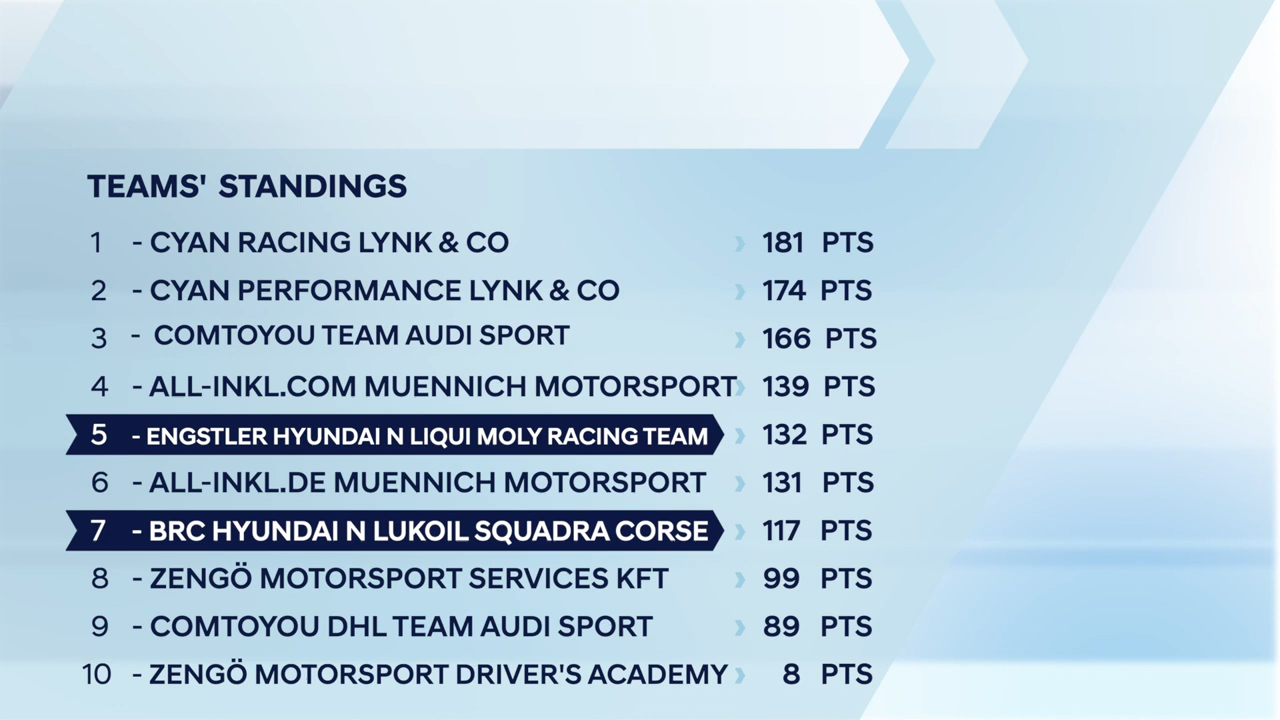 TEAMS' STANDINGS
1 - CYAN RACING LYNK & CO › 181 PTS
2 - CYAN PERFORMANCE LYNK & CO › 174 PTS
3 - COMTOYOU TEAM AUDI SPORT › 166 PTS
4 - ALL-INKL.COM MUENNICH MOTORSPORT › 139 PTS
5 - ENGSTLER HYUNDAI N LIQUI MOLY RACING TEAM › 132 PTS
6 - ALL-INKL.DE MUENNICH MOTORSPORT › 131 PTS
7 - BRC HYUNDAI N LUKOIL SQUADRA CORSE › 117 PTS
8 - ZENGÖ MOTORSPORT SERVICES KFT › 99 PTS
9 - COMTOYOU DHL TEAM AUDI SPORT › 89 PTS
10 - ZENGÖ MOTORSPORT DRIVER'S ACADEMY › 8 PTS